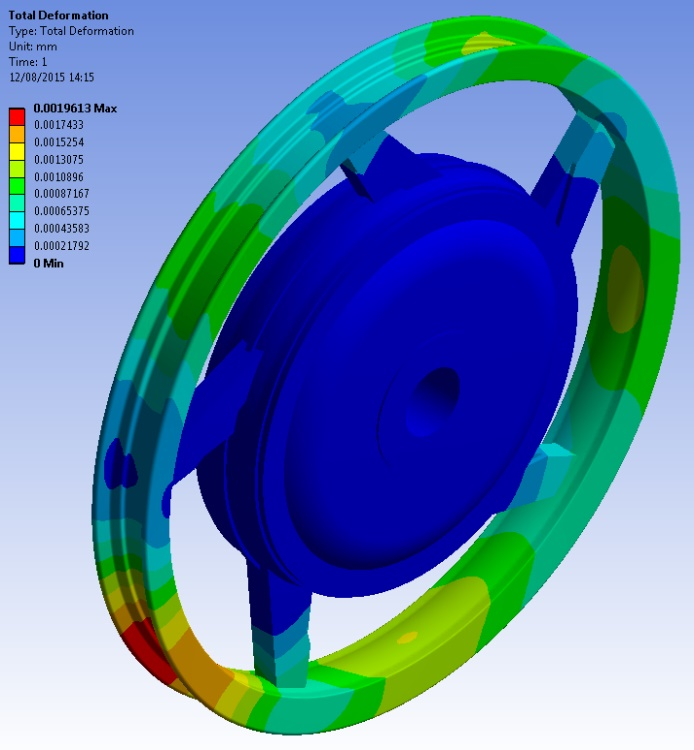 Total Deformation
Type: Total Deformation
Unit: mm
Time: 1
12/08/2015 14:15
0.0019613 Max
0.0017433
0.0015254
0.0013075
0.0010896
0.00087167
0.00065375
0.00043583
0.00021792
0 Min